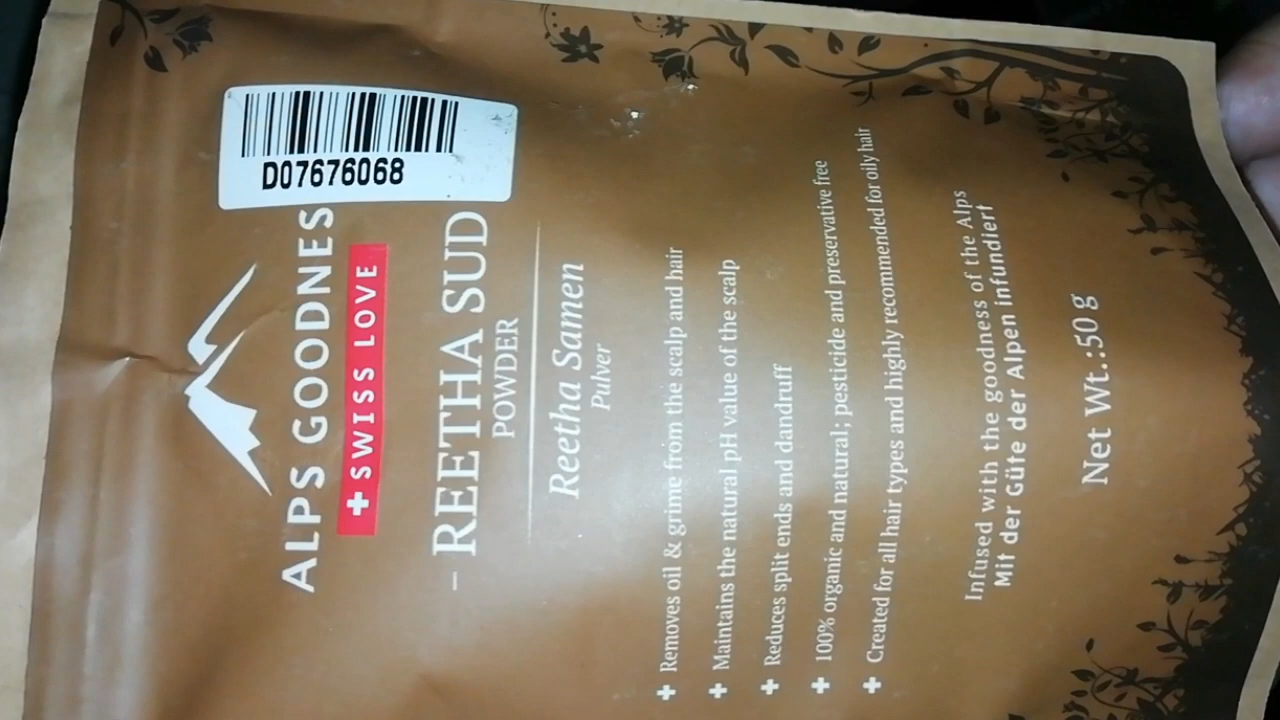 D07676068
ALPS GOODNES
+SWISS LOVE
– REETHA SUD
POWDER
Reetha Samen
Pulver
+ Removes oil & grime from the scalp and hair
+ Maintains the natural pH value of the scalp
+ Reduces split ends and dandruff
+ 100% organic and natural; pesticide and preservative free
+ Created for all hair types and highly recommended for oily hair
Infused with the goodness of the Alps
Mit der Güte der Alpen infundiert
Net Wt.:50 g